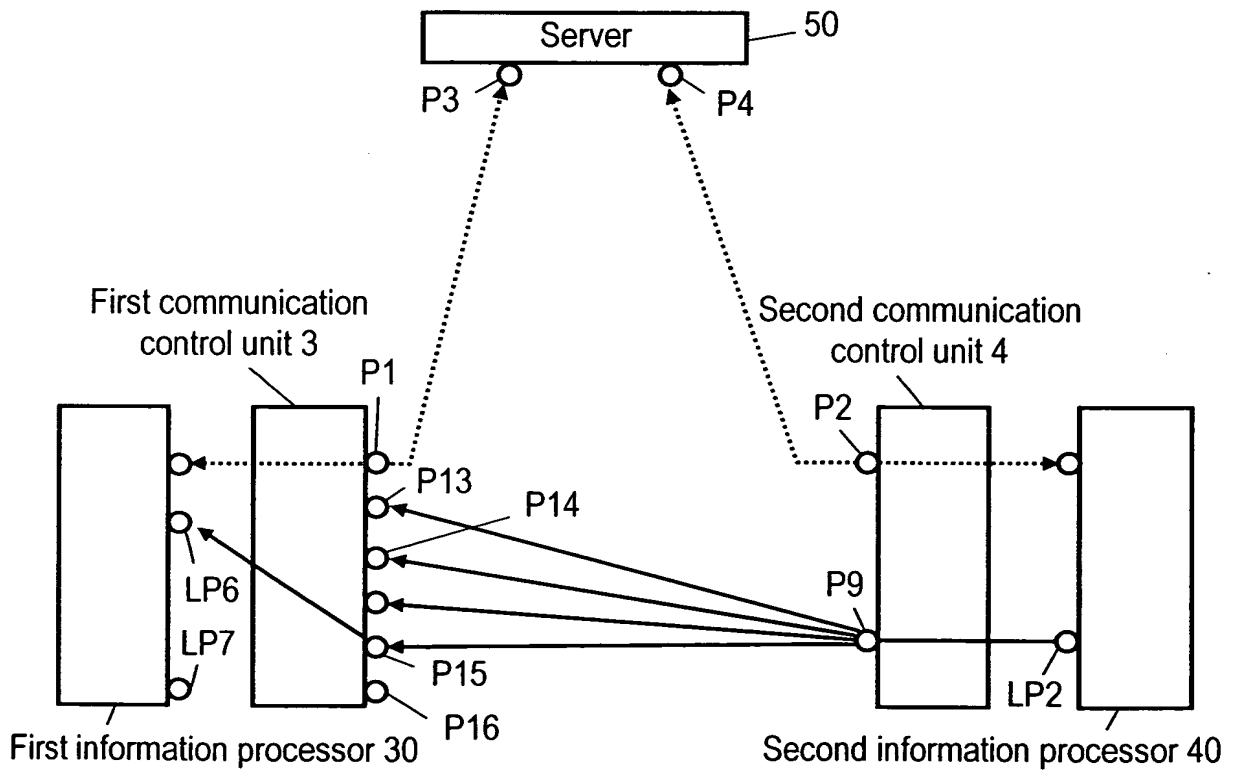 Server
50
P3
P4
First communication
control unit 3
Second communication
control unit 4
P1
P2
P13
P14
LP6
P9
LP7
P15
LP2
P16
First information processor 30
Second information processor 40